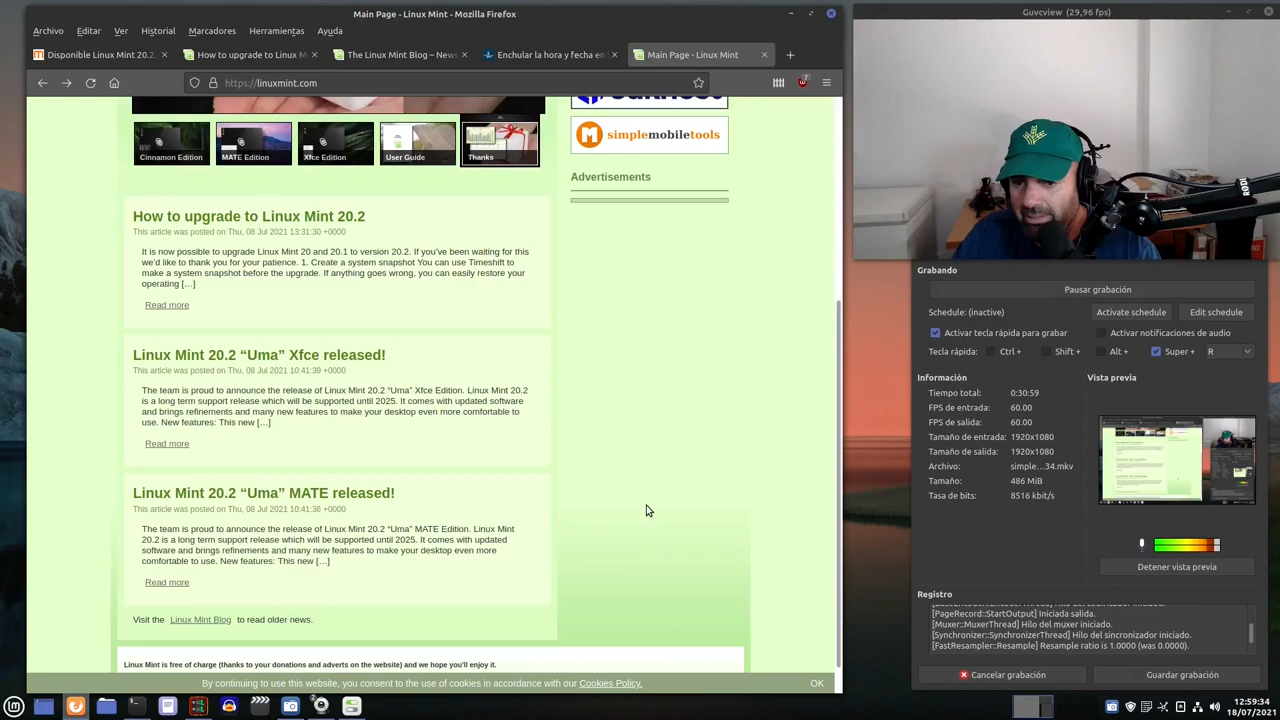 Main Page - Linux Mint - Mozilla Firefox
Guvcview (29,96 fps)
Archivo Editar Ver Historial Marcadores Herramientas Ayuda
Disponible Linux Mint 20.2,
How to upgrade to Linux M
The Linux Mint Blog – News
Enchular la hora y fecha en
Main Page - Linux Mint
https://linuxmint.com
7
simplemobiletools
Cinnamon Edition
MATE Edition
Xfce Edition
User Guide
Thanks
Advertisements
RØDE
How to upgrade to Linux Mint 20.2
This article was posted on Thu, 08 Jul 2021 13:31:30 +0000
It is now possible to upgrade Linux Mint 20 and 20.1 to version 20.2. If you've been waiting for this
we'd like to thank you for your patience. 1. Create a system snapshot You can use Timeshift to
make a system snapshot before the upgrade. If anything goes wrong, you can easily restore your
operating […]
Read more
Linux Mint 20.2 “Uma” Xfce released!
This article was posted on Thu, 08 Jul 2021 10:41:39 +0000
The team is proud to announce the release of Linux Mint 20.2 “Uma” Xfce Edition. Linux Mint 20.2
is a long term support release which will be supported until 2025. It comes with updated software
and brings refinements and many new features to make your desktop even more comfortable to
use. New features: This new […]
Read more
Linux Mint 20.2 “Uma” MATE released!
This article was posted on Thu, 08 Jul 2021 10:41:36 +0000
The team is proud to announce the release of Linux Mint 20.2 “Uma” MATE Edition. Linux Mint
20.2 is a long term support release which will be supported until 2025. It comes with updated
software and brings refinements and many new features to make your desktop even more
comfortable to use. New features: This new […]
Read more
Visit the Linux Mint Blog to read older news.
Linux Mint is free of charge (thanks to your donations and adverts on the website) and we hope you'll enjoy it.
By continuing to use this website, you consent to the use of cookies in accordance with our Cookies Policy.
OK
Grabando
Pausar grabación
Schedule: (inactive)
Activate schedule
Edit schedule
Activar tecla rápida para grabar
Activar notificaciones de audio
Tecla rápida: Ctrl + Shift + Alt + Super + R
Información
Vista previa
Tiempo total: 0:30:59
FPS de entrada: 60.00
FPS de salida: 60.00
Tamaño de entrada: 1920x1080
Tamaño de salida: 1920x1080
Archivo: simple...34.mkv
Tamaño: 486 MiB
Tasa de bits: 8516 kbit/s
Detener vista previa
Registro
[PageRecord::StartOutput] Iniciada salida.
[Muxer::MuxerThread] Hilo del muxer iniciado.
[Synchronizer::SynchronizerThread] Hilo del sincronizador iniciado.
[FastResampler::Resample] Resample ratio is 1.0000 (was 0.0000).
Cancelar grabación
Guardar grabación
2
12:59:34
18/07/2021